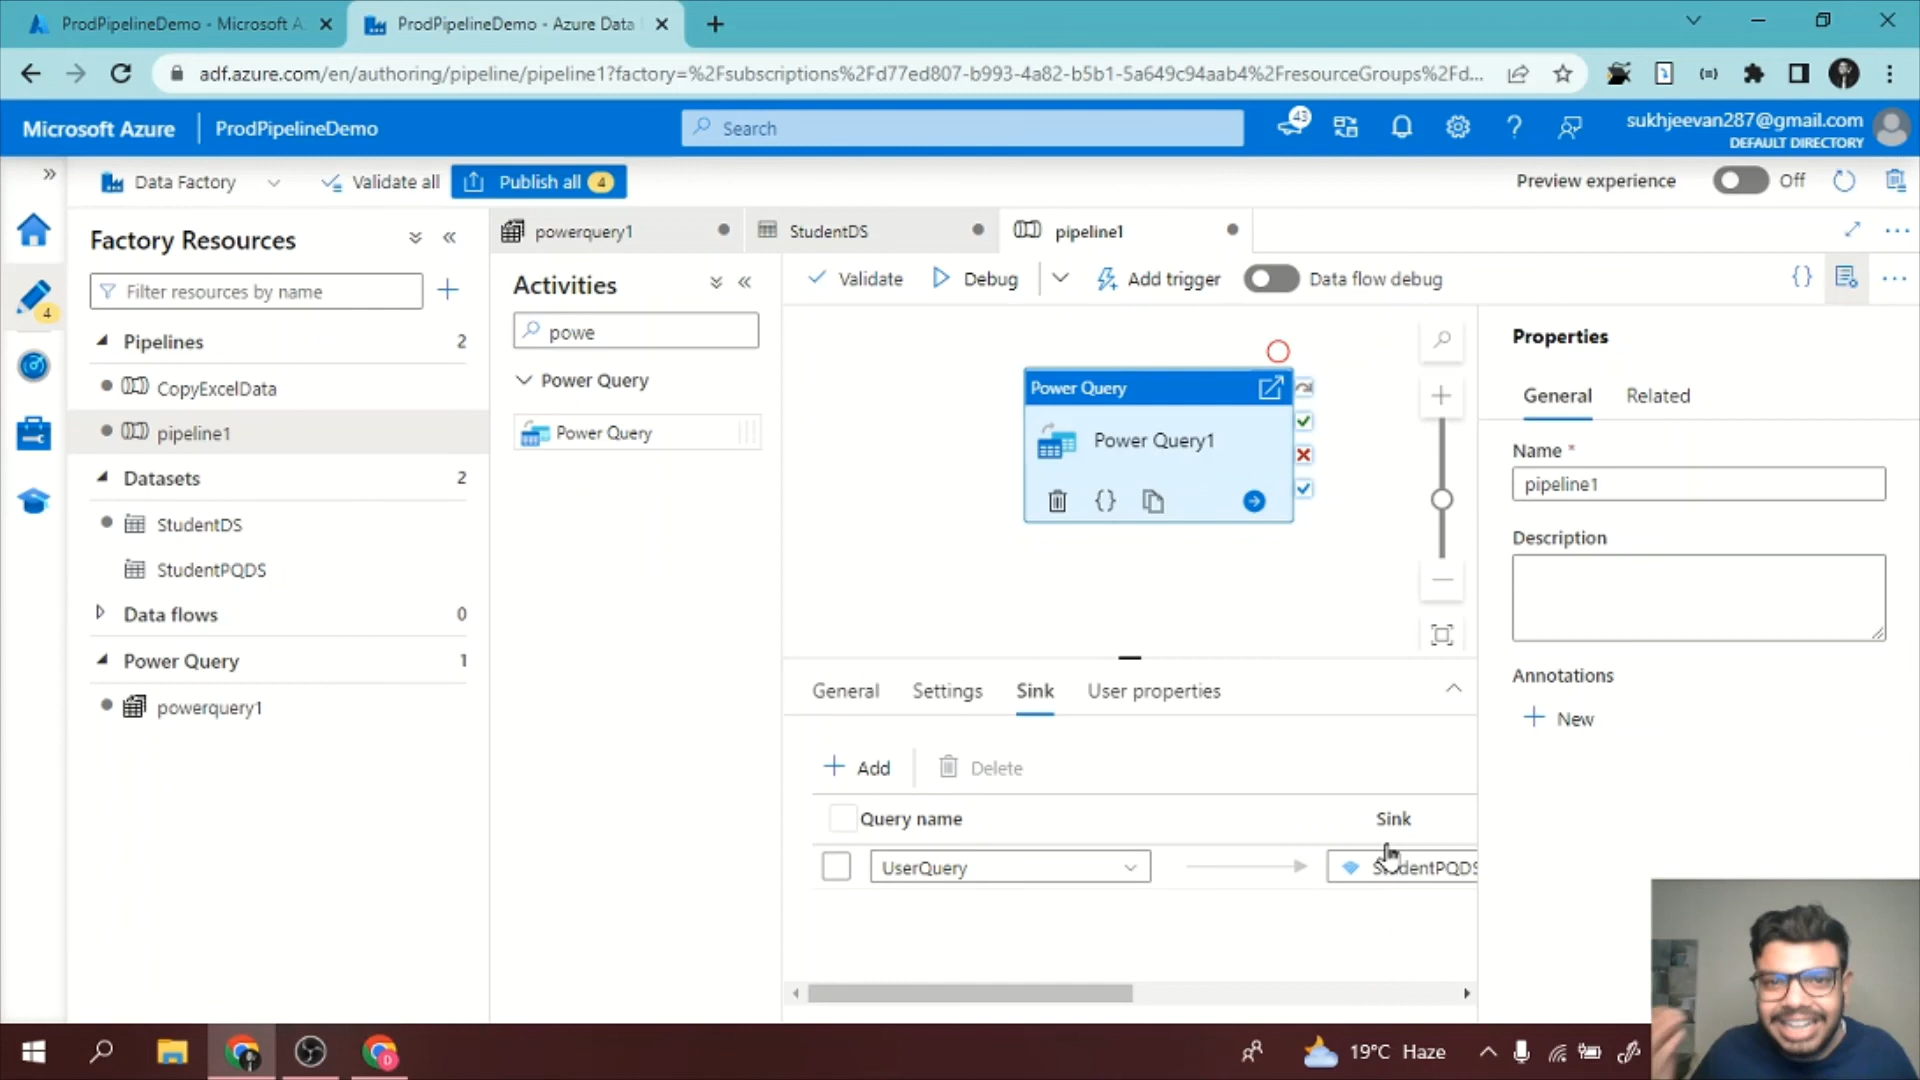 ProdPipelineDemo - Microsoft A
ProdPipelineDemo - Azure Data
adf.azure.com/en/authoring/pipeline/pipeline1?factory=%2Fsubscriptions%2Fd77ed807-b993-4a82-b5b1-5a649c94aab4%2FresourceGroups%2Fd...
Microsoft Azure
ProdPipelineDemo
Search
43
sukhjeevan287@gmail.com
DEFAULT DIRECTORY
Data Factory
Validate all
Publish all 4
Preview experience
Off
Factory Resources
powerquery1
StudentDS
pipeline1
Filter resources by name
Activities
Validate
Debug
Add trigger
Data flow debug
4
Pipelines 2
CopyExcelData
pipeline1
Datasets 2
StudentDS
StudentPQDS
Data flows 0
Power Query 1
powerquery1
powe
Power Query
Power Query
Power Query
Power Query1
Properties
General
Related
Name *
pipeline1
Description
Annotations
New
General
Settings
Sink
User properties
Add
Delete
Query name
Sink
UserQuery
StudentPQDS
19°C Haze